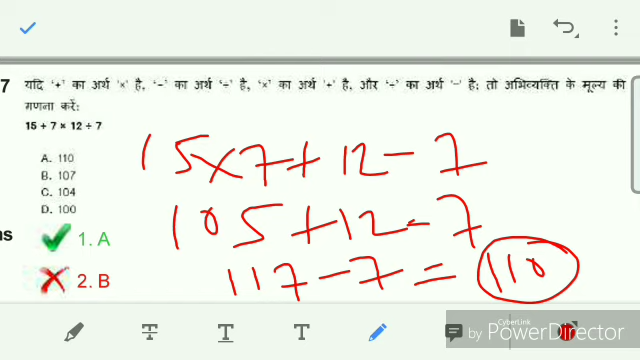 7 यदि '+' का अर्थ 'x' है, '–' का अर्थ '÷' है, 'x' का अर्थ '+' है, और '÷' का अर्थ '–' है; तो अभिव्यक्ति के मूल्य की
गणना करें:
15 + 7 × 12 ÷ 7
A. 110
B. 107
C. 104
D. 100
ns
1. A
2. B
15×7+12-7
105+12-7
117-7=110
T T T
CyberLink
by PowerDirector